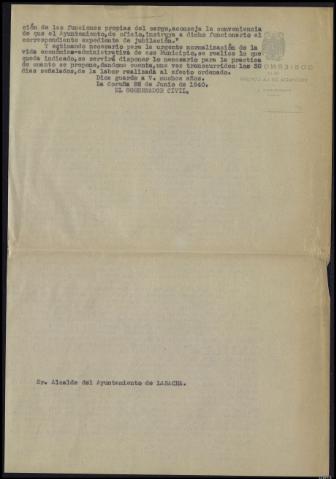 ción de las funciones propias del cargo, aconseja la conveniencia
de que el Ayuntamiento, de oficio, instruya a dicho funcionario el
correspondiente expediente de jubilación."
Y estimando necesario para la urgente normalización de la
vida económico-administrativa de ese Municipio, se realice lo que
queda indicado, se servirá disponer lo necesario para la práctica
de cuanto se propone, dándome cuenta, una vez transcurridos los 30
días señalados, de la labor realizada al efecto ordenado.
Dios guarde a V. muchos años.
La Coruña 22 de Junio de 1940.
EL GOBERNADOR CIVIL,
Sr. Alcalde del Ayuntamiento de LARACHA.